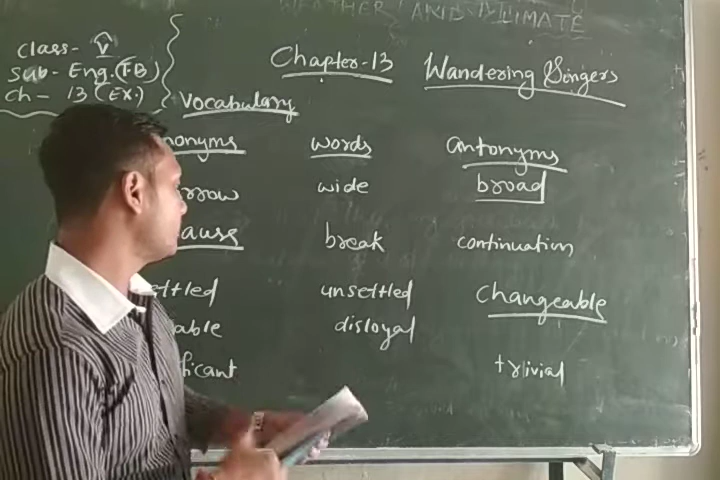 WEATHER AND CLIMATE
Class- V
Sub- Eng.(FB)
Ch- 13 (EX.)
Chapter-13 Wandering Singers
Vocabulary
nonyms words antonyms
rrow wide broad
ause break continuation
ettled unsettled changeable
able disloyal
ficant trivial